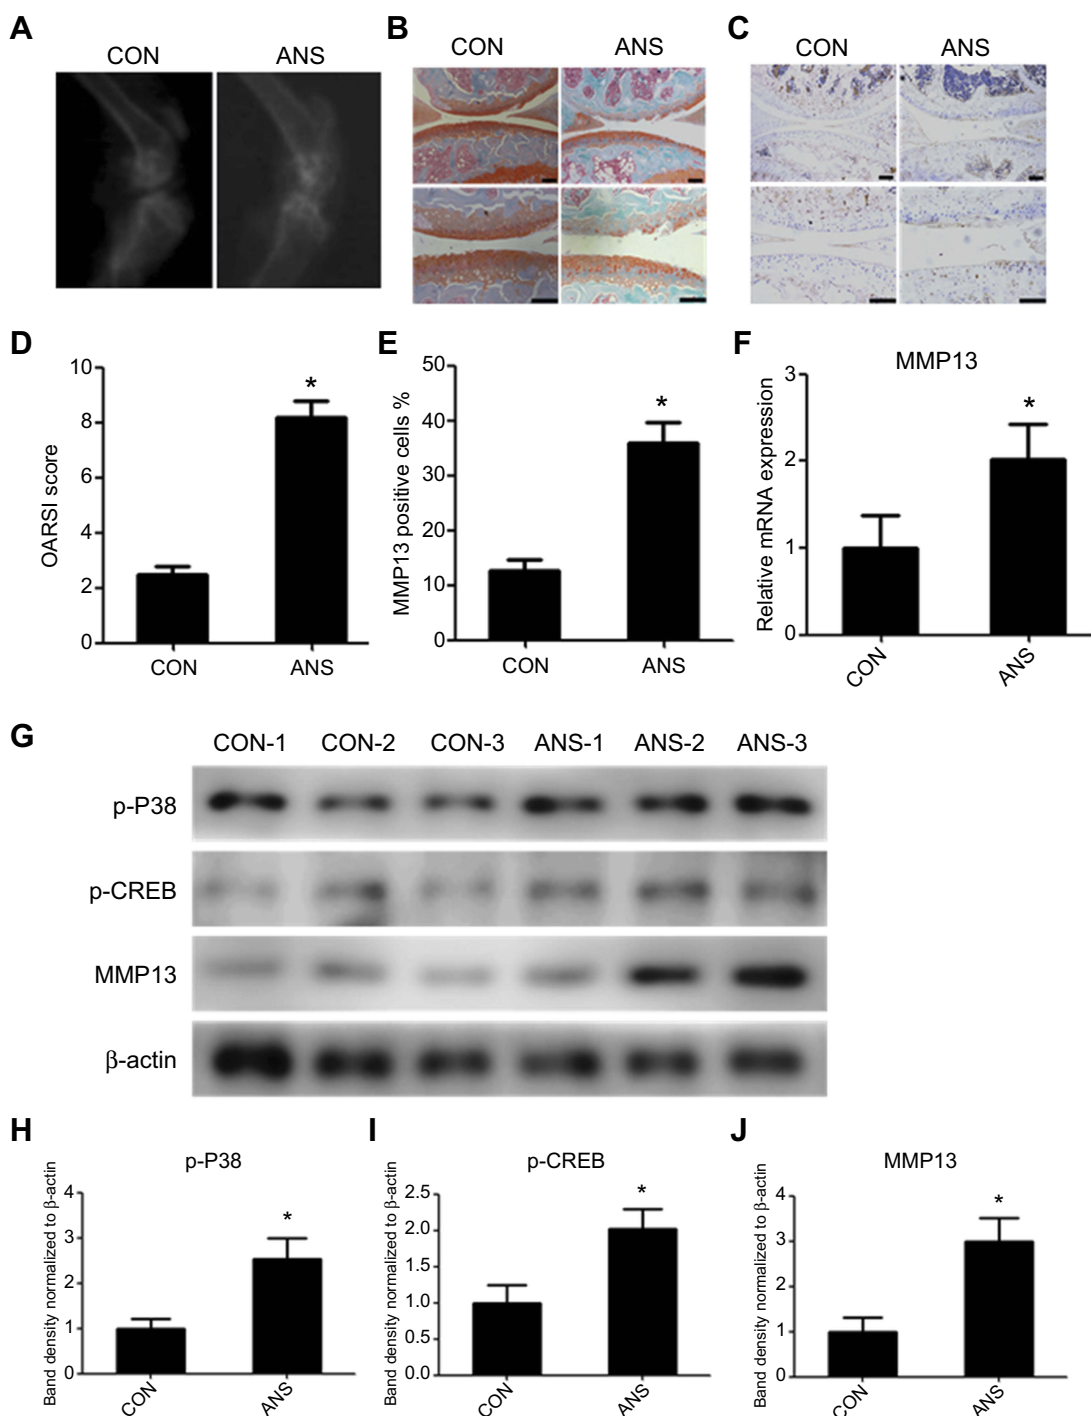 A
CON ANS
B
CON ANS
C
CON ANS
D
OARSI score
10
8
6
4
2
0
*
CON ANS
E
MMP13 positive cells %
50
40
30
20
10
0
*
CON ANS
F
MMP13
Relative mRNA expression
3
2
1
0
*
CON ANS
G
CON-1 CON-2 CON-3 ANS-1 ANS-2 ANS-3
p-P38
p-CREB
MMP13
β-actin
H
p-P38
Band density normalized to β-actin
4
3
2
1
0
*
CON ANS
I
p-CREB
Band density normalized to β-actin
2.5
2.0
1.5
1.0
0.5
0.0
*
CON ANS
J
MMP13
Band density normalized to β-actin
4
3
2
1
0
*
CON ANS